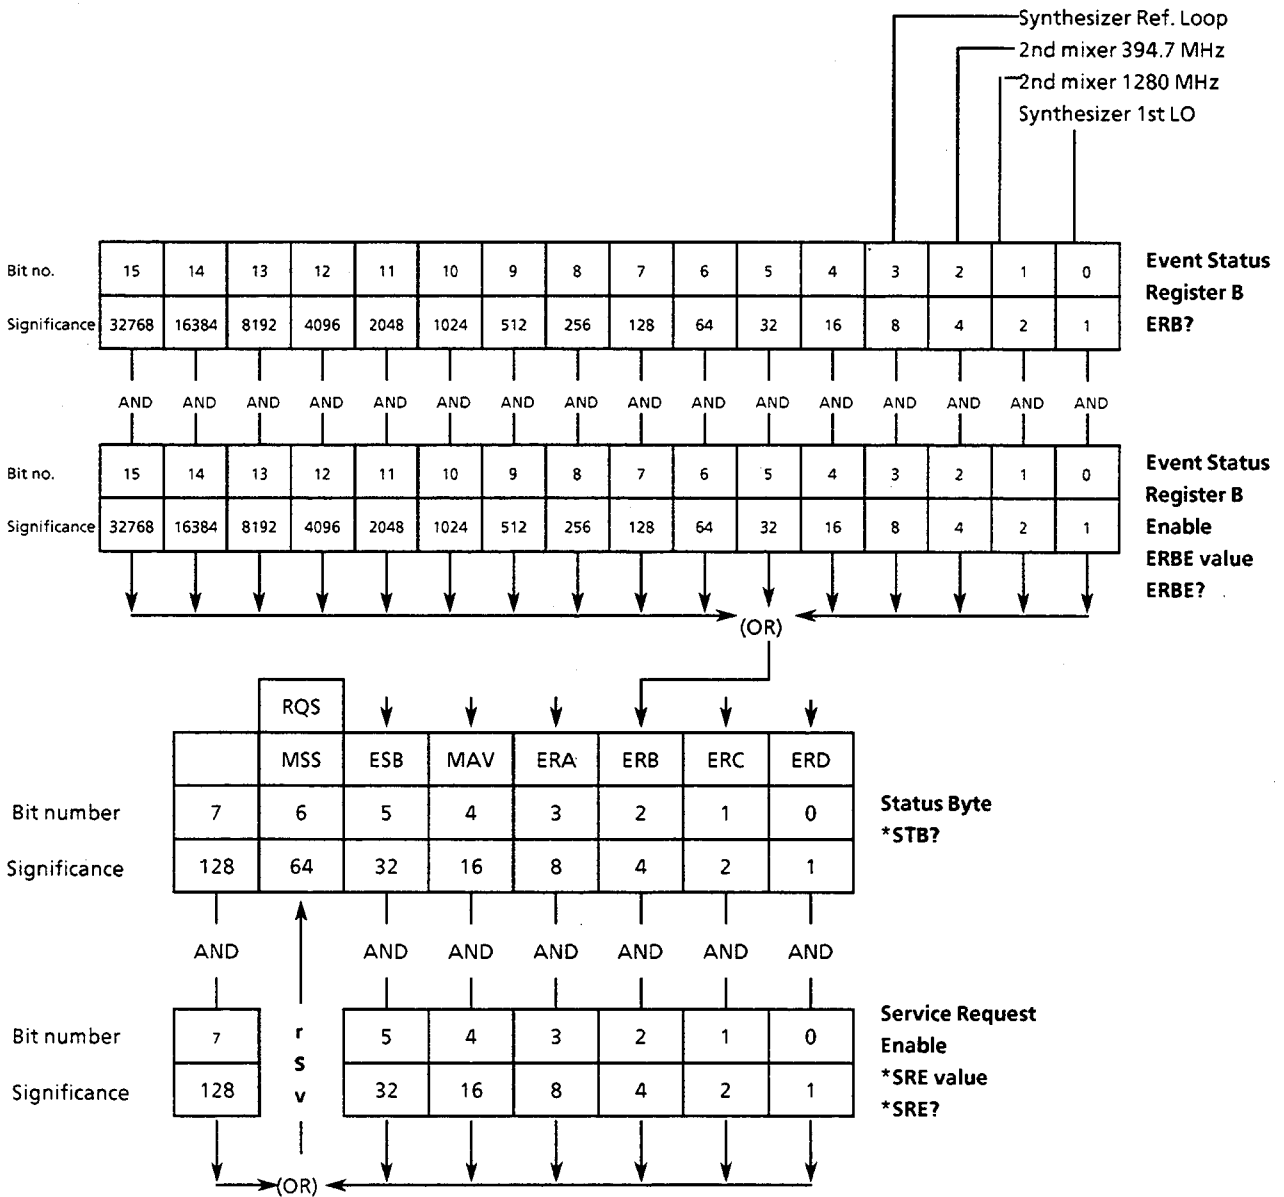 Synthesizer Ref. Loop
2nd mixer 394.7 MHz
2nd mixer 1280 MHz
Synthesizer 1st LO
Bit no. 15 14 13 12 11 10 9 8 7 6 5 4 3 2 1 0
Significance 32768 16384 8192 4096 2048 1024 512 256 128 64 32 16 8 4 2 1
Event Status
Register B
ERB?
AND AND AND AND AND AND AND AND AND AND AND AND AND AND AND AND
Bit no. 15 14 13 12 11 10 9 8 7 6 5 4 3 2 1 0
Significance 32768 16384 8192 4096 2048 1024 512 256 128 64 32 16 8 4 2 1
Event Status
Register B
Enable
ERBE value
ERBE?
(OR)
RQS
MSS ESB MAV ERA ERB ERC ERD
Bit number 7 6 5 4 3 2 1 0
Significance 128 64 32 16 8 4 2 1
Status Byte
*STB?
AND AND AND AND AND AND AND
Bit number 7 5 4 3 2 1 0
Significance 128 32 16 8 4 2 1
r
S
v
Service Request
Enable
*SRE value
*SRE?
(OR)